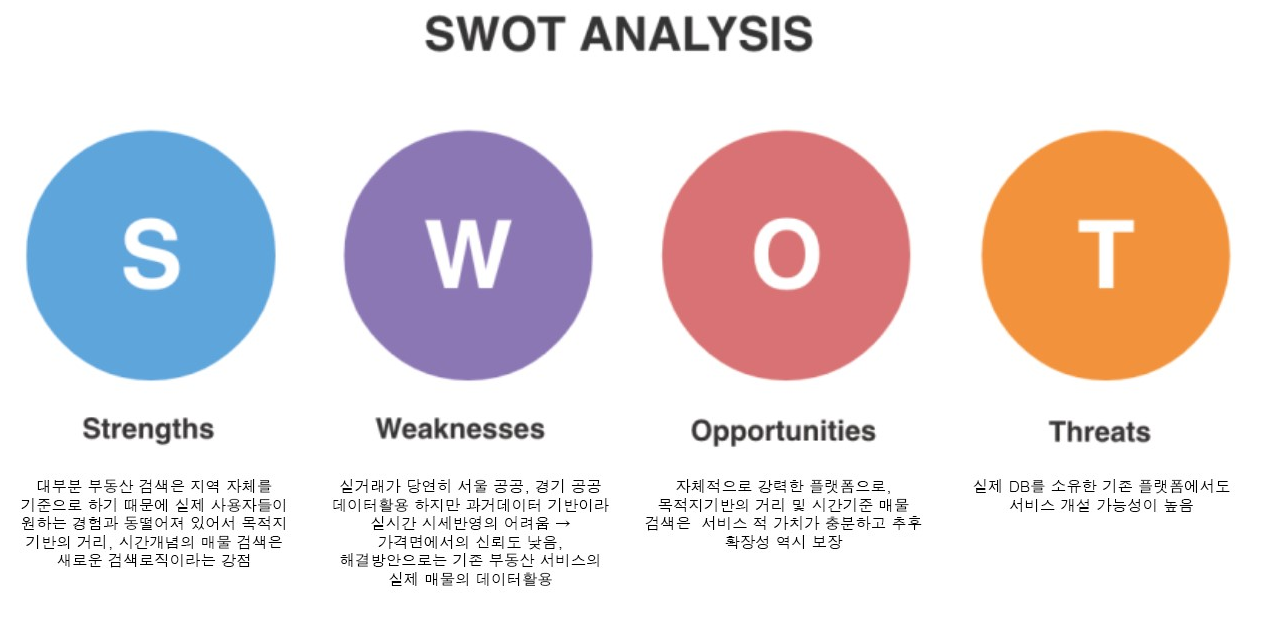 SWOT ANALYSIS
S
W
O
T
Strengths
Weaknesses
Opportunities
Threats
대부분 부동산 검색은 지역 자체를
기준으로 하기 때문에 실제 사용자들이
원하는 경험과 동떨어져 있어서 목적지
기반의 거리, 시간개념의 매물 검색은
새로운 검색로직이라는 강점
실거래가 당연히 서울 공공, 경기 공공
데이터활용 하지만 과거데이터 기반이라
실시간 시세반영의 어려움 →
가격면에서의 신뢰도 낮음,
해결방안으로는 기존 부동산 서비스의
실제 매물의 데이터활용
자체적으로 강력한 플랫폼으로,
목적지기반의 거리 및 시간기준 매물
검색은 서비스 적 가치가 충분하고 추후
확장성 역시 보장
실제 DB를 소유한 기존 플랫폼에서도
서비스 개설 가능성이 높음